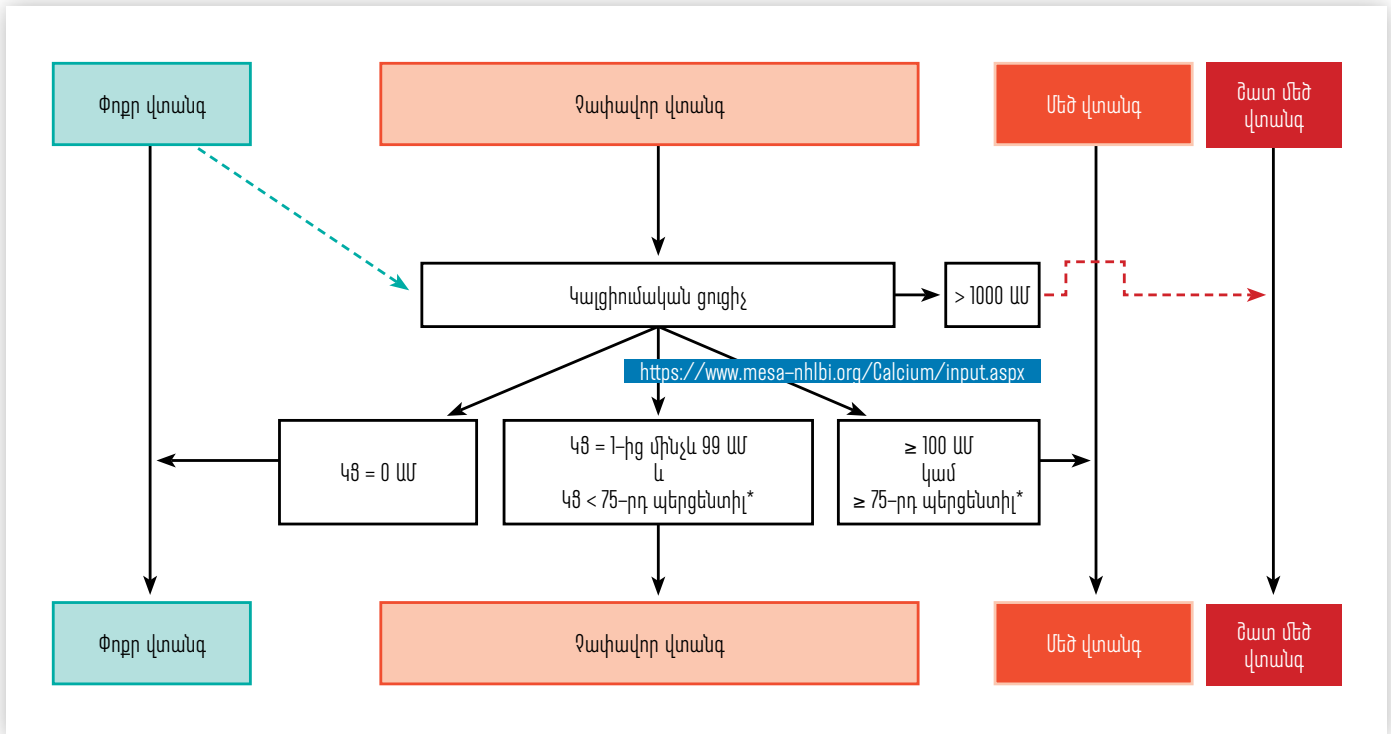 Փոքր վտանգ
Չափավոր վտանգ
Մեծ վտանգ
Շատ մեծ
վտանգ
Կալցիումական ցուցիչ
> 1000 ԱՄ
https://www.mesa–nhlbi.org/Calcium/input.aspx
ԿՑ = 0 ԱՄ
ԿՑ = 1–ից մինչև 99 ԱՄ
և
ԿՑ < 75–րդ պերցենտիլ*
≥ 100 ԱՄ
կամ
≥ 75–րդ պերցենտիլ*
Փոքր վտանգ
Չափավոր վտանգ
Մեծ վտանգ
Շատ մեծ
վտանգ